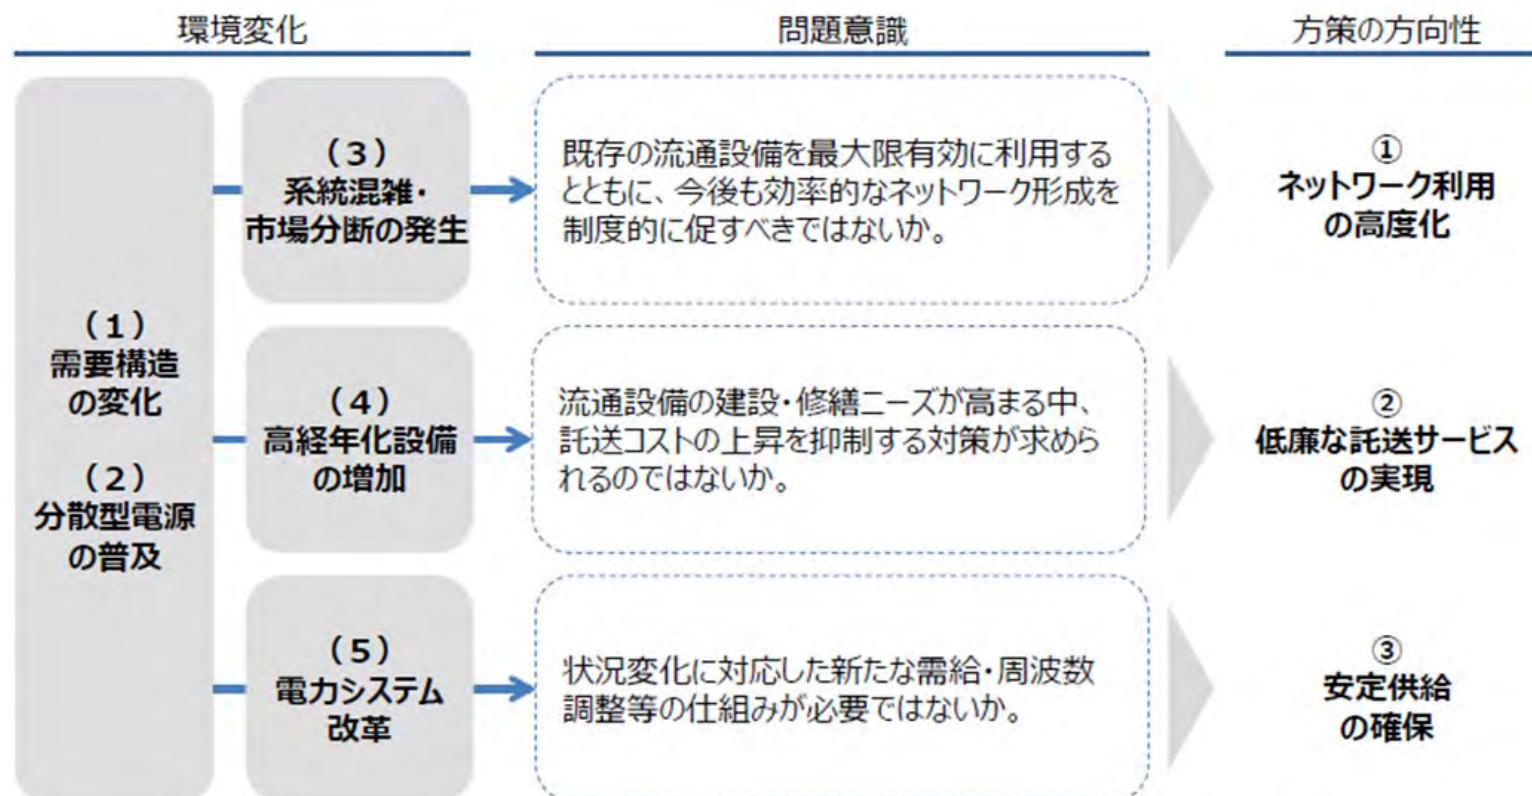 環境変化
問題意識
方策の方向性
(1)
需要構造
の変化
(2)
分散型電源
の普及
(3)
系統混雑・
市場分断の発生
既存の流通設備を最大限有効に利用する
とともに、今後も効率的なネットワーク形成を
制度的に促すべきではないか。
①
ネットワーク利用
の高度化
(4)
高経年化設備
の増加
流通設備の建設・修繕ニーズが高まる中、
託送コストの上昇を抑制する対策が求めら
れるのではないか。
②
低廉な託送サービス
の実現
(5)
電力システム
改革
状況変化に対応した新たな需給・周波数
調整等の仕組みが必要ではないか。
③
安定供給
の確保